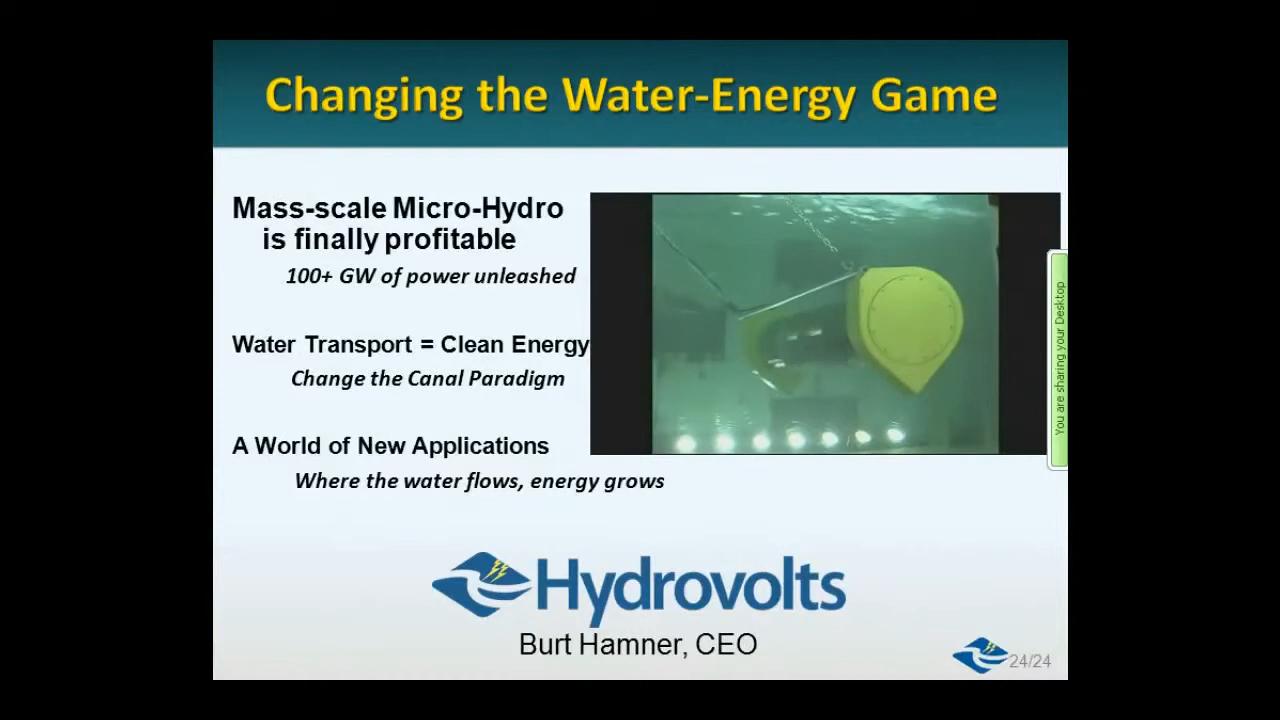 Changing the Water-Energy Game
Mass-scale Micro-Hydro
is finally profitable
100+ GW of power unleashed
Water Transport = Clean Energy
Change the Canal Paradigm
A World of New Applications
Where the water flows, energy grows
You are sharing your Desktop
Hydrovolts
Burt Hamner, CEO
24/24